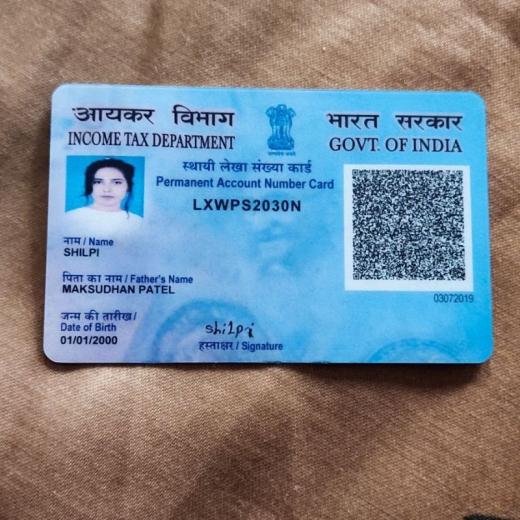 आयकर विभाग
INCOME TAX DEPARTMENT
भारत सरकार
GOVT. OF INDIA
स्थायी लेखा संख्या कार्ड
Permanent Account Number Card
LXWPS2030N
नाम / Name
SHILPI
पिता का नाम / Father's Name
MAKSUDHAN PATEL
जन्म की तारीख /
Date of Birth
01/01/2000
shilpi
हस्ताक्षर / Signature
03072019